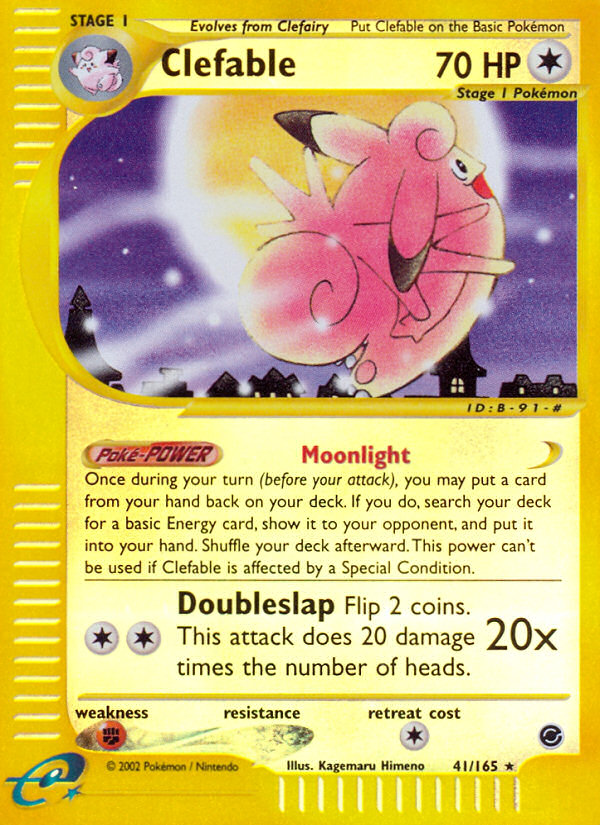 STAGE 1 Evolves from Clefairy Put Clefable on the Basic Pokémon
Clefable 70 HP
Stage 1 Pokémon
ID:B-91-#
Poké-POWER Moonlight
Once during your turn (before your attack), you may put a card
from your hand back on your deck. If you do, search your deck
for a basic Energy card, show it to your opponent, and put it
into your hand. Shuffle your deck afterward. This power can't
be used if Clefable is affected by a Special Condition.
Doubleslap Flip 2 coins.
This attack does 20 damage 20x
times the number of heads.
weakness resistance retreat cost
© 2002 Pokémon / Nintendo Illus. Kagemaru Himeno 41/165 ★
e